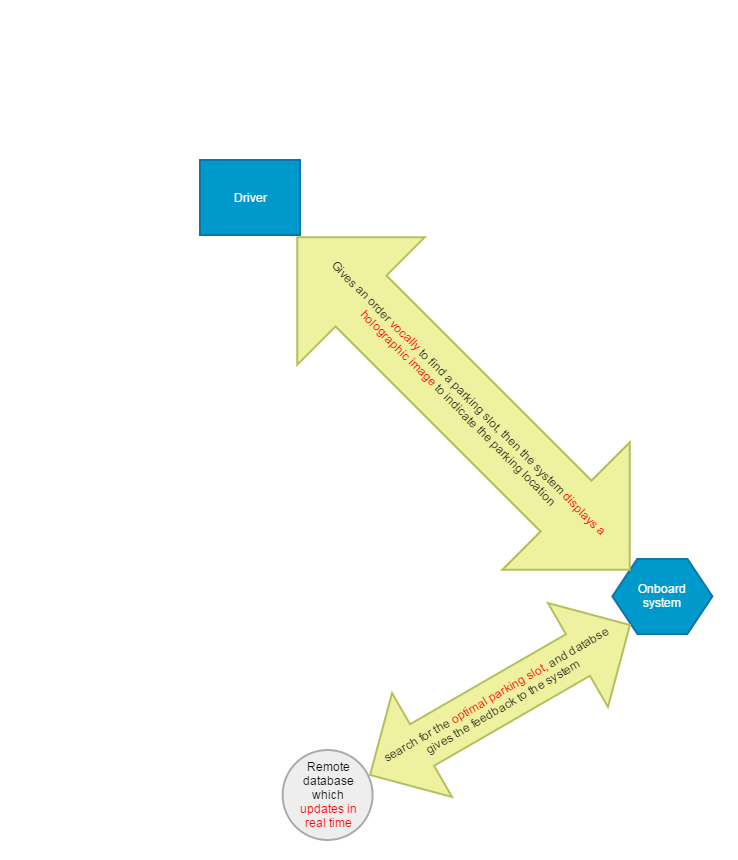 Driver
Gives an order vocally to find a parking slot, then the system displays a
holographic image to indicate the parking location
Onboard
system
search for the optimal parking slot, and databse
gives the feedback to the system
Remote
database
which
updates in
real time